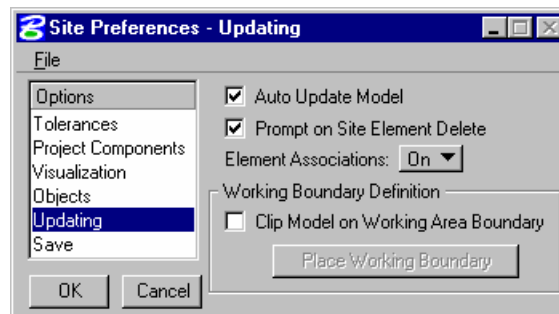 Site Preferences - Updating
File
Options
Tolerances
Project Components
Visualization
Objects
Updating
Save
Auto Update Model
Prompt on Site Element Delete
Element Associations: On
Working Boundary Definition
Clip Model on Working Area Boundary
Place Working Boundary
OK Cancel